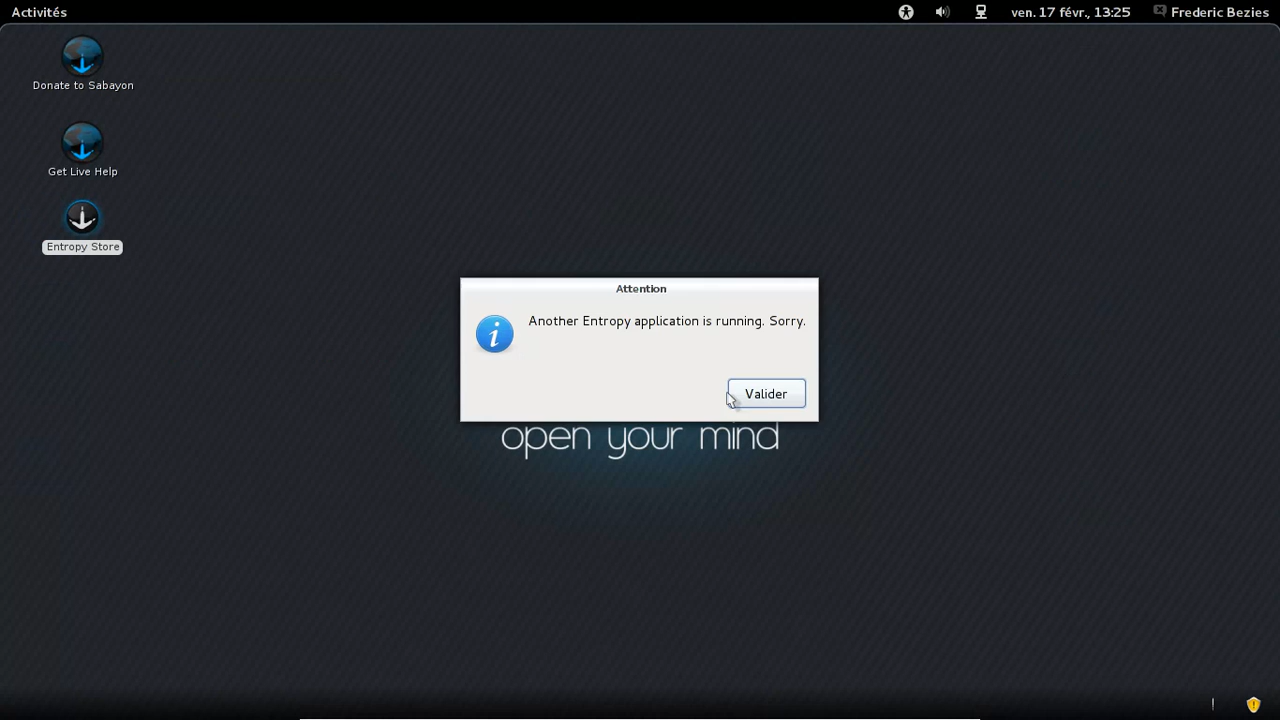 Activités
ven. 17 févr., 13:25
Frederic Bezies
Donate to Sabayon
Get Live Help
Entropy Store
Attention
Another Entropy application is running. Sorry.
Valider
open your mind